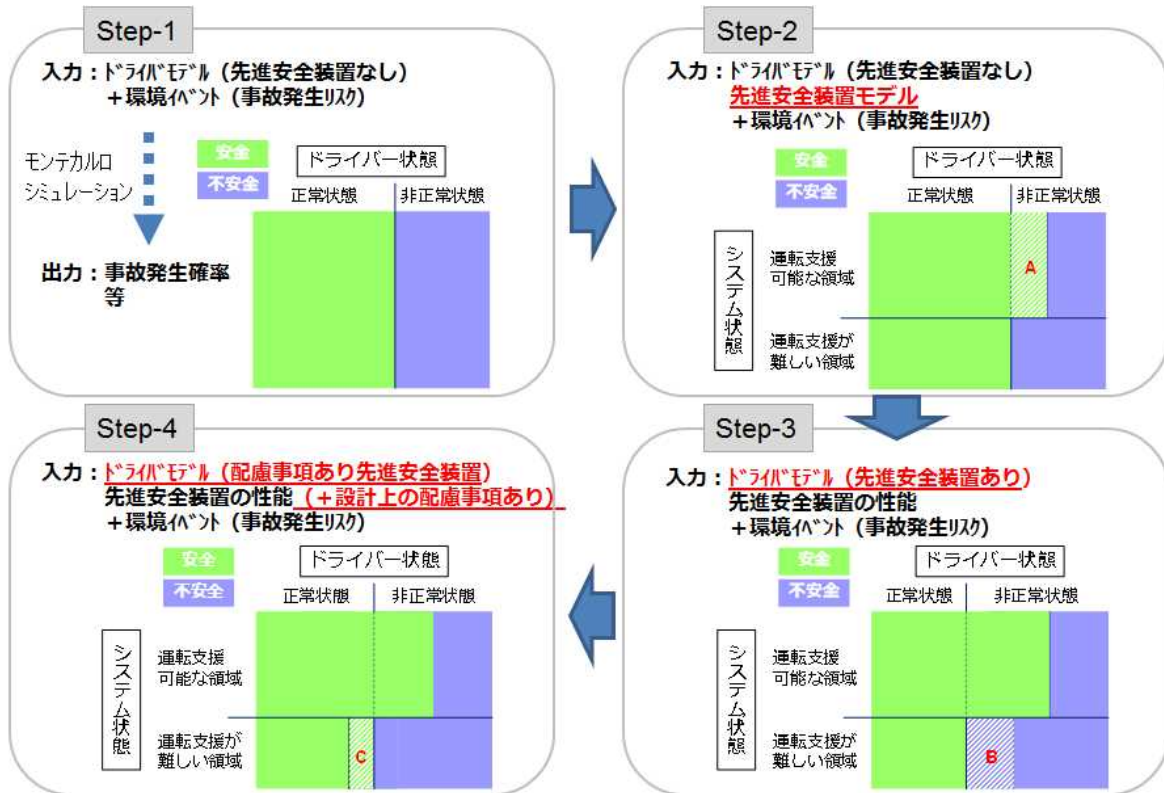 Step-1
入力：ﾄﾞﾗｲﾊﾞﾓﾃﾞﾙ（先進安全装置なし）
＋環境ｲﾍﾞﾝﾄ（事故発生ﾘｽｸ）
モンテカルロ
シミュレーション
安全
不安全
ドライバー状態
正常状態
非正常状態
出力：事故発生確率
等
Step-2
入力：ﾄﾞﾗｲﾊﾞﾓﾃﾞﾙ（先進安全装置なし）
先進安全装置モデル
＋環境ｲﾍﾞﾝﾄ（事故発生ﾘｽｸ）
安全
不安全
ドライバー状態
正常状態
非正常状態
システム状態
運転支援
可能な領域
A
運転支援が
難しい領域
Step-4
入力：ﾄﾞﾗｲﾊﾞﾓﾃﾞﾙ（配慮事項あり先進安全装置）
先進安全装置の性能（＋設計上の配慮事項あり）
＋環境ｲﾍﾞﾝﾄ（事故発生ﾘｽｸ）
安全
不安全
ドライバー状態
正常状態
非正常状態
システム状態
運転支援
可能な領域
運転支援が
難しい領域
C
Step-3
入力：ﾄﾞﾗｲﾊﾞﾓﾃﾞﾙ（先進安全装置あり）
先進安全装置の性能
＋環境ｲﾍﾞﾝﾄ（事故発生ﾘｽｸ）
安全
不安全
ドライバー状態
正常状態
非正常状態
システム状態
運転支援
可能な領域
運転支援が
難しい領域
B